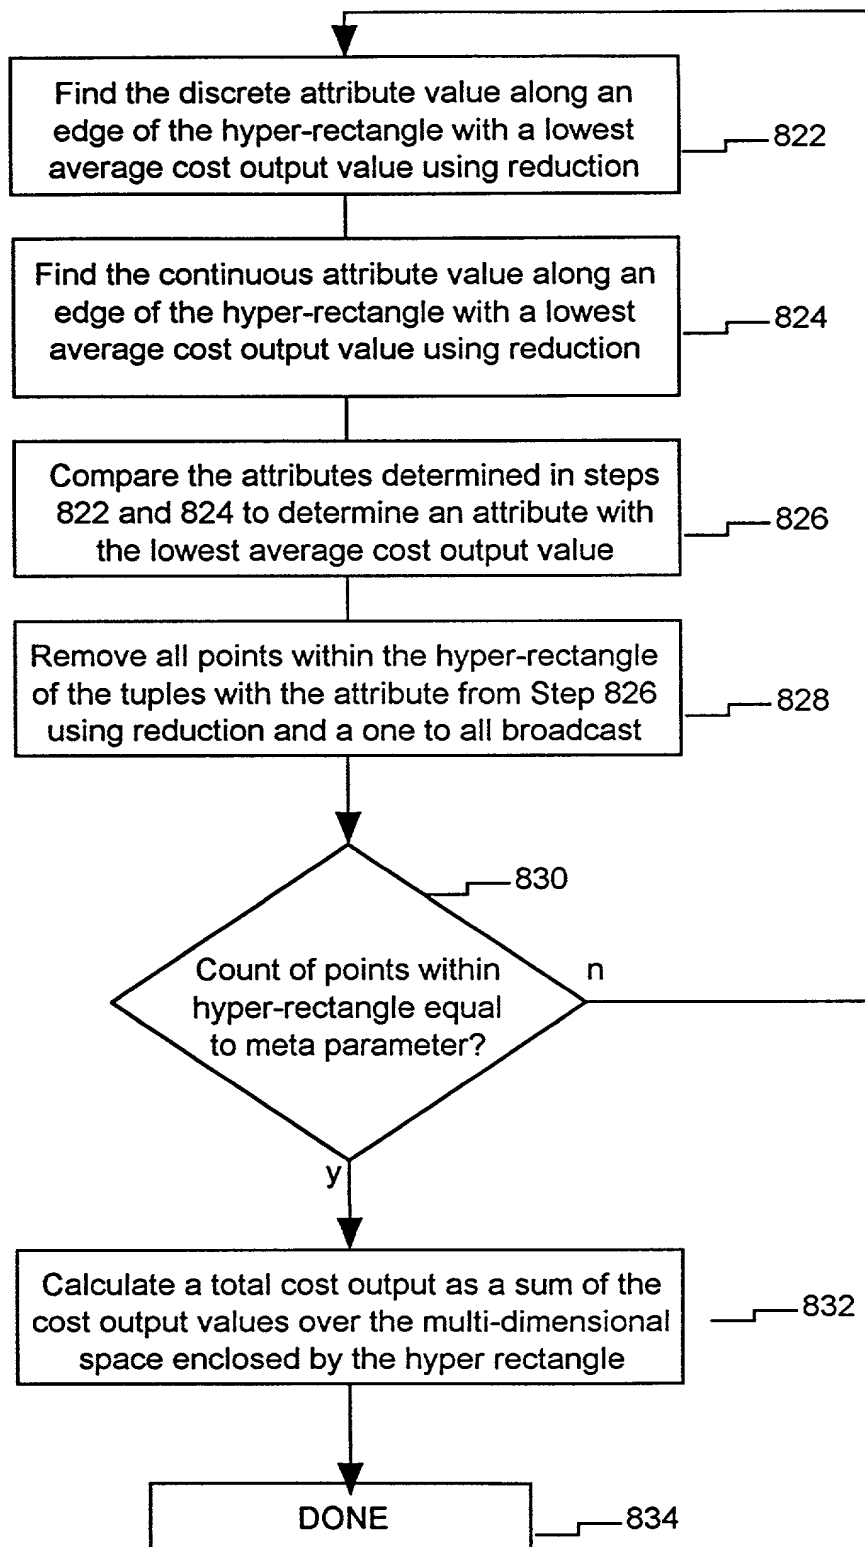 Find the discrete attribute value along an
edge of the hyper-rectangle with a lowest
average cost output value using reduction
822
Find the continuous attribute value along an
edge of the hyper-rectangle with a lowest
average cost output value using reduction
824
Compare the attributes determined in steps
822 and 824 to determine an attribute with
the lowest average cost output value
826
Remove all points within the hyper-rectangle
of the tuples with the attribute from Step 826
using reduction and a one to all broadcast
828
830
Count of points within
hyper-rectangle equal
to meta parameter?
n
y
Calculate a total cost output as a sum of the
cost output values over the multi-dimensional
space enclosed by the hyper rectangle
832
DONE
834